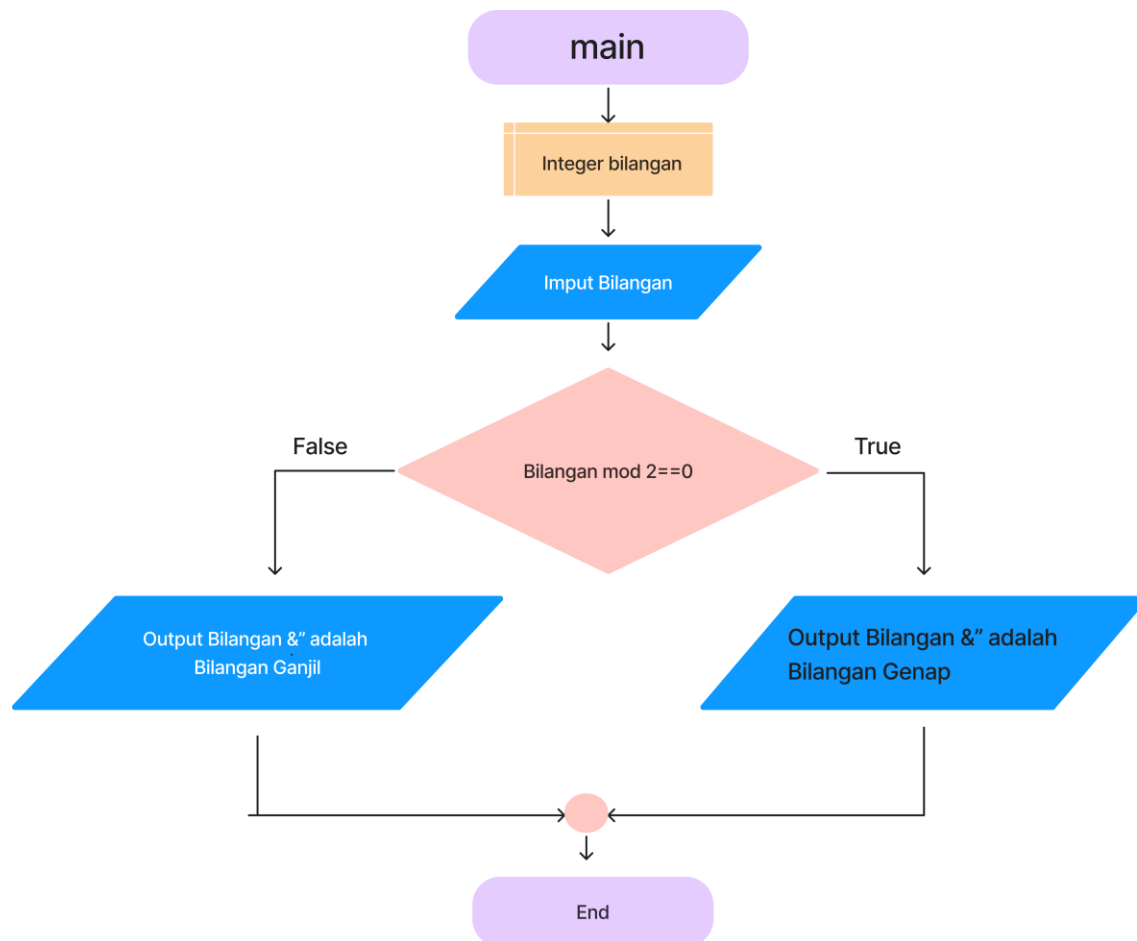 main
Integer bilangan
Imput Bilangan
False
True
Bilangan mod 2==0
Output Bilangan &” adalah
Bilangan Ganjil
Output Bilangan &” adalah
Bilangan Genap
End